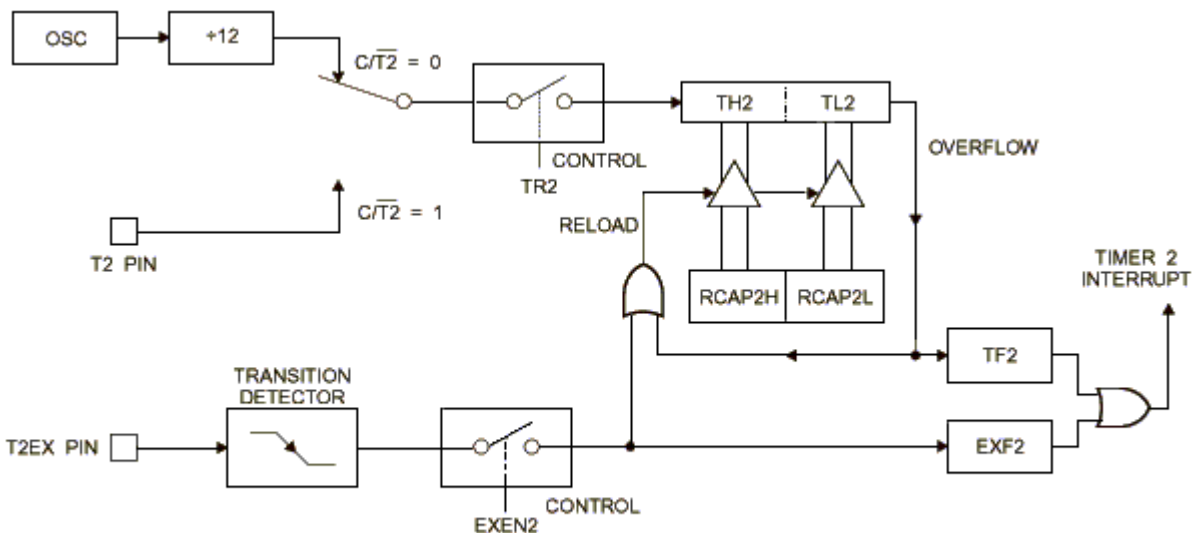 OSC
÷12
C/T2̅ = 0
TH2
TL2
OVERFLOW
CONTROL
TR2
C/T2̅ = 1
RELOAD
T2 PIN
TIMER 2
INTERRUPT
RCAP2H
RCAP2L
TRANSITION
DETECTOR
TF2
T2EX PIN
EXF2
CONTROL
EXEN2